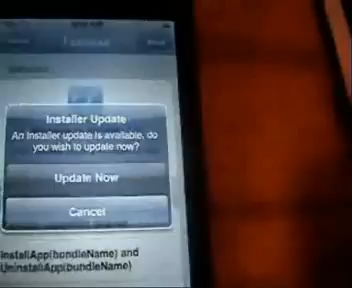 Installer Update
An Installer update is available, do
you wish to update now?
Update Now
Cancel
InstallApp(bundleName) and
UninstallApp(bundleName)